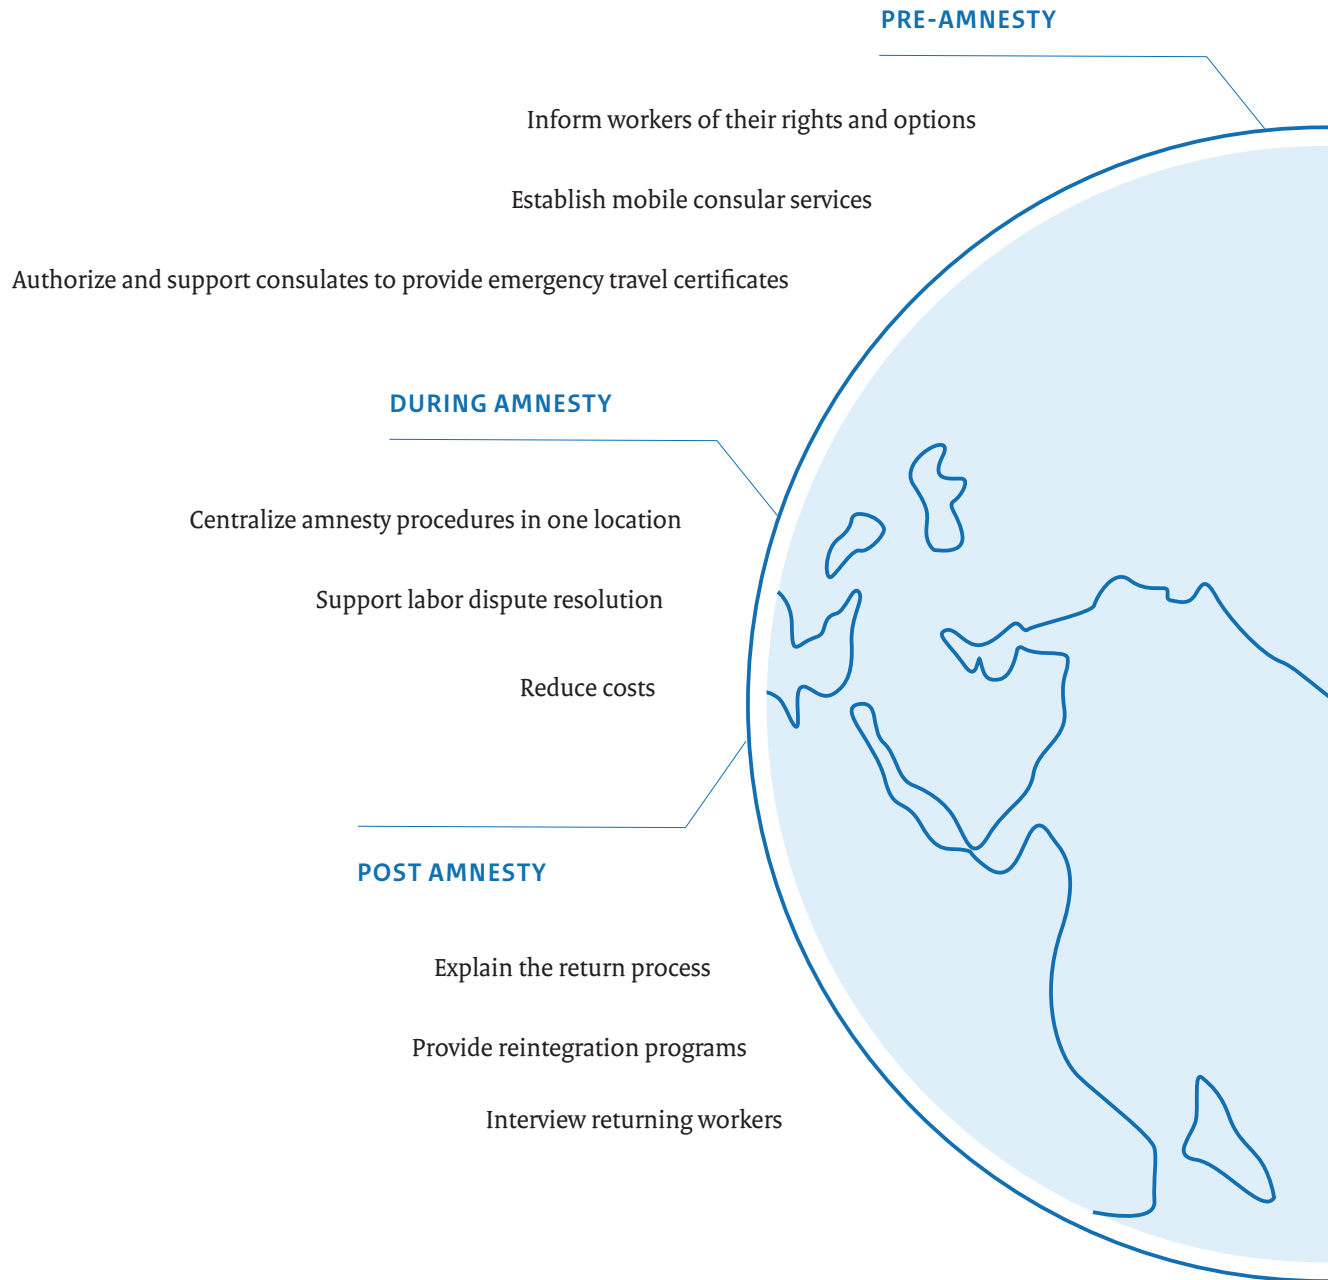 PRE-AMNESTY
Inform workers of their rights and options
Establish mobile consular services
Authorize and support consulates to provide emergency travel certificates
DURING AMNESTY
Centralize amnesty procedures in one location
Support labor dispute resolution
Reduce costs
POST AMNESTY
Explain the return process
Provide reintegration programs
Interview returning workers